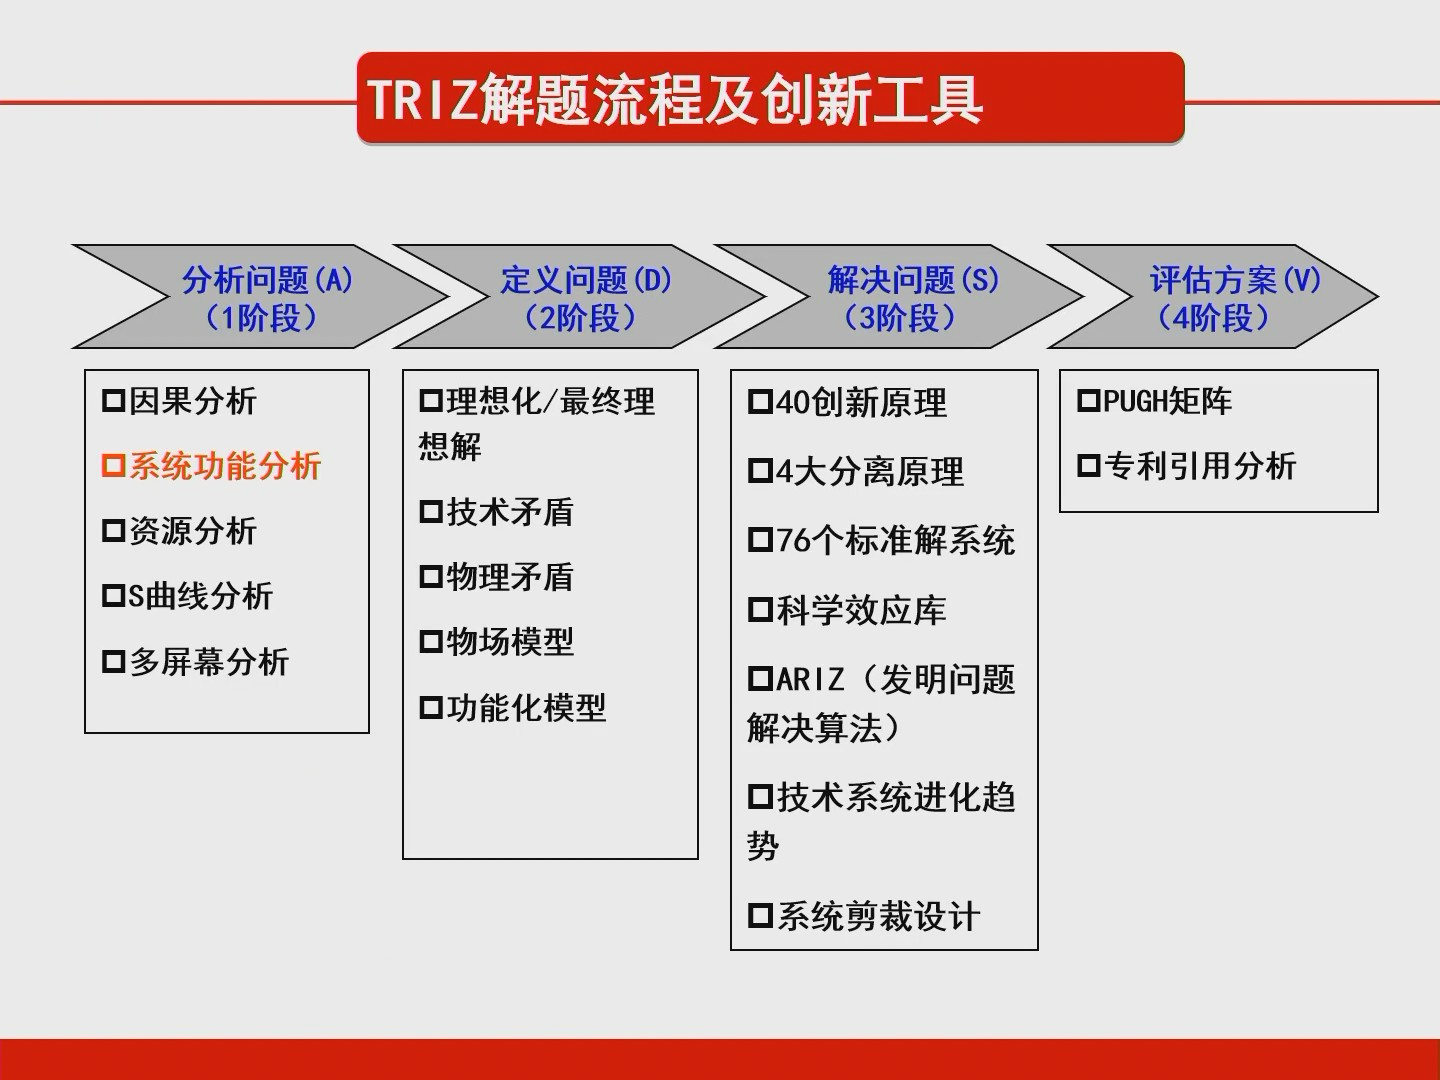 TRIZ解题流程及创新工具
分析问题(A)
（1阶段）
定义问题(D)
（2阶段）
解决问题(S)
（3阶段）
评估方案(V)
（4阶段）
因果分析
系统功能分析
资源分析
S曲线分析
多屏幕分析
理想化/最终理
想解
技术矛盾
物理矛盾
物场模型
功能化模型
40创新原理
4大分离原理
76个标准解系统
科学效应库
ARIZ（发明问题
解决算法）
技术系统进化趋
势
系统剪裁设计
PUGH矩阵
专利引用分析